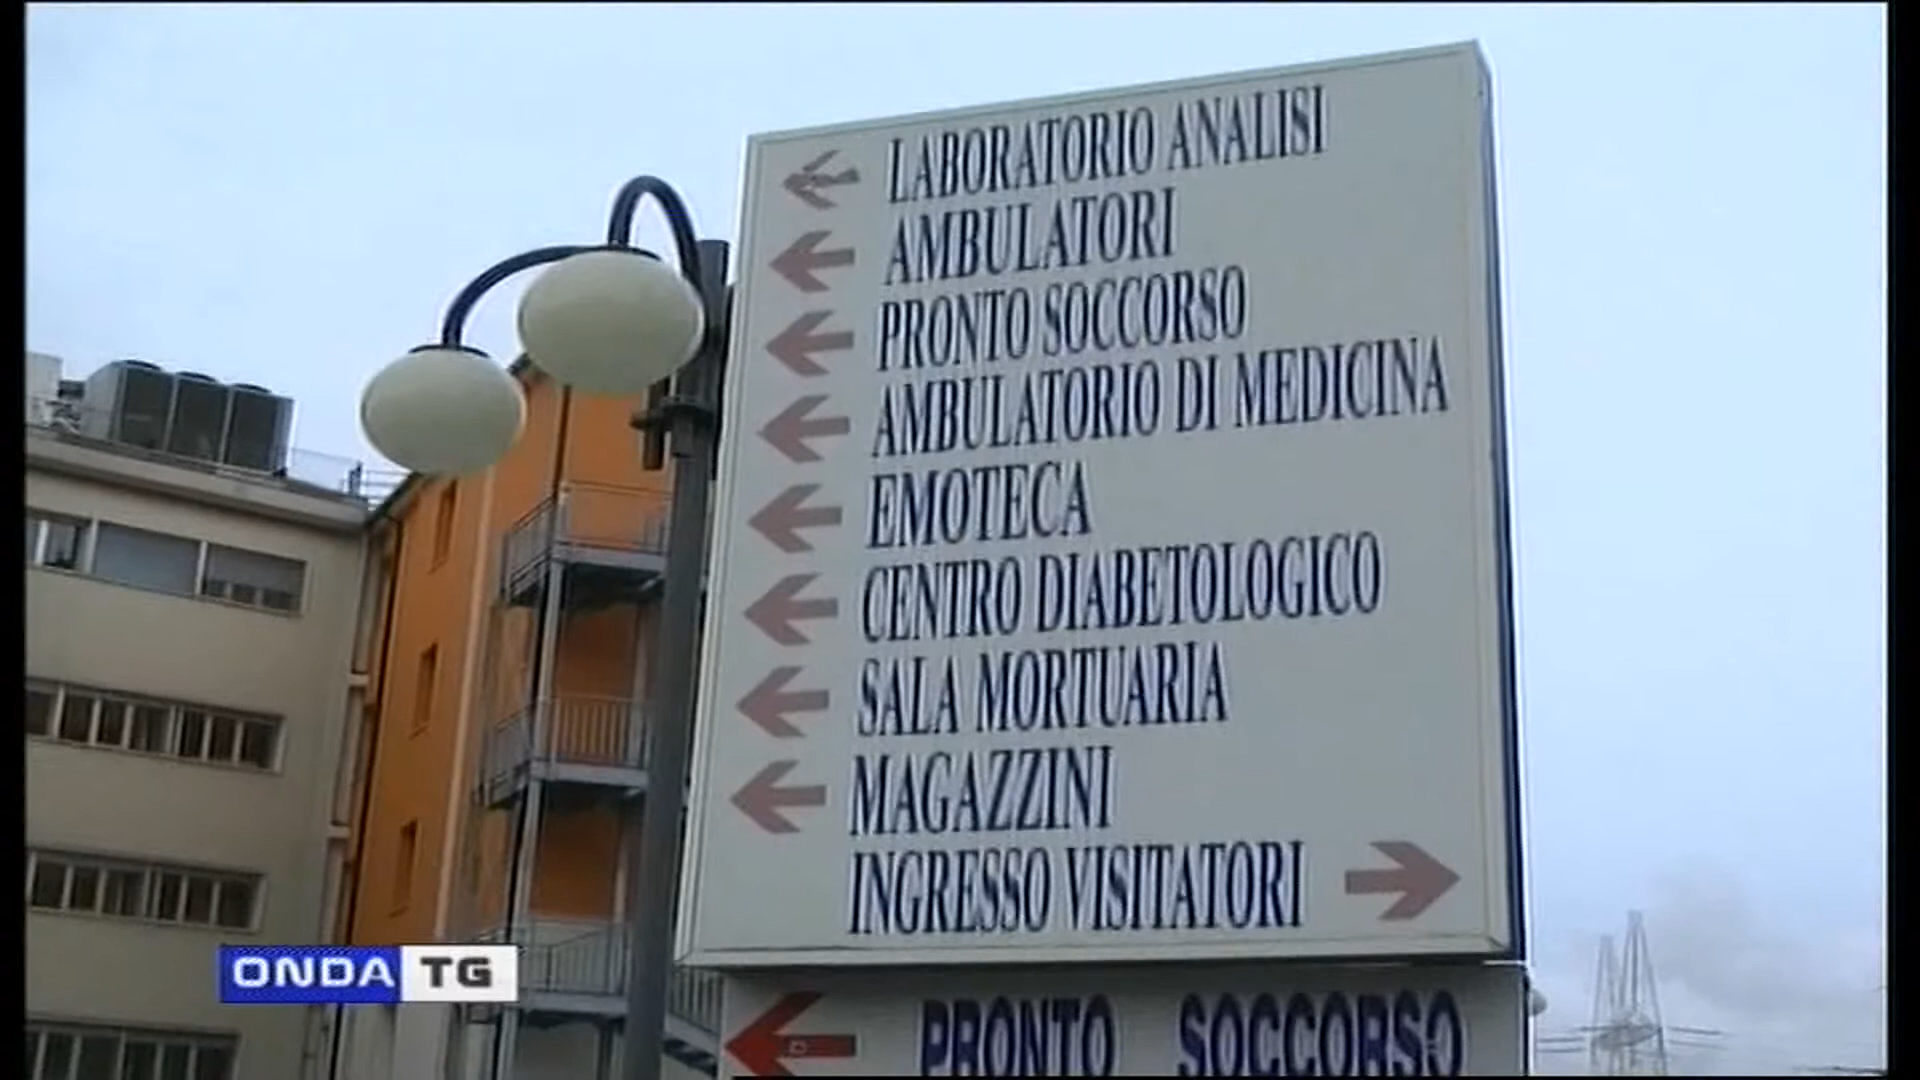 LABORATORIO ANALISI
AMBULATORI
PRONTO SOCCORSO
AMBULATORIO DI MEDICINA
EMOTECA
CENTRO DIABETOLOGICO
SALA MORTUARIA
MAGAZZINI
INGRESSO VISITATORI
ONDA TG
PRONTO SOCCORSO